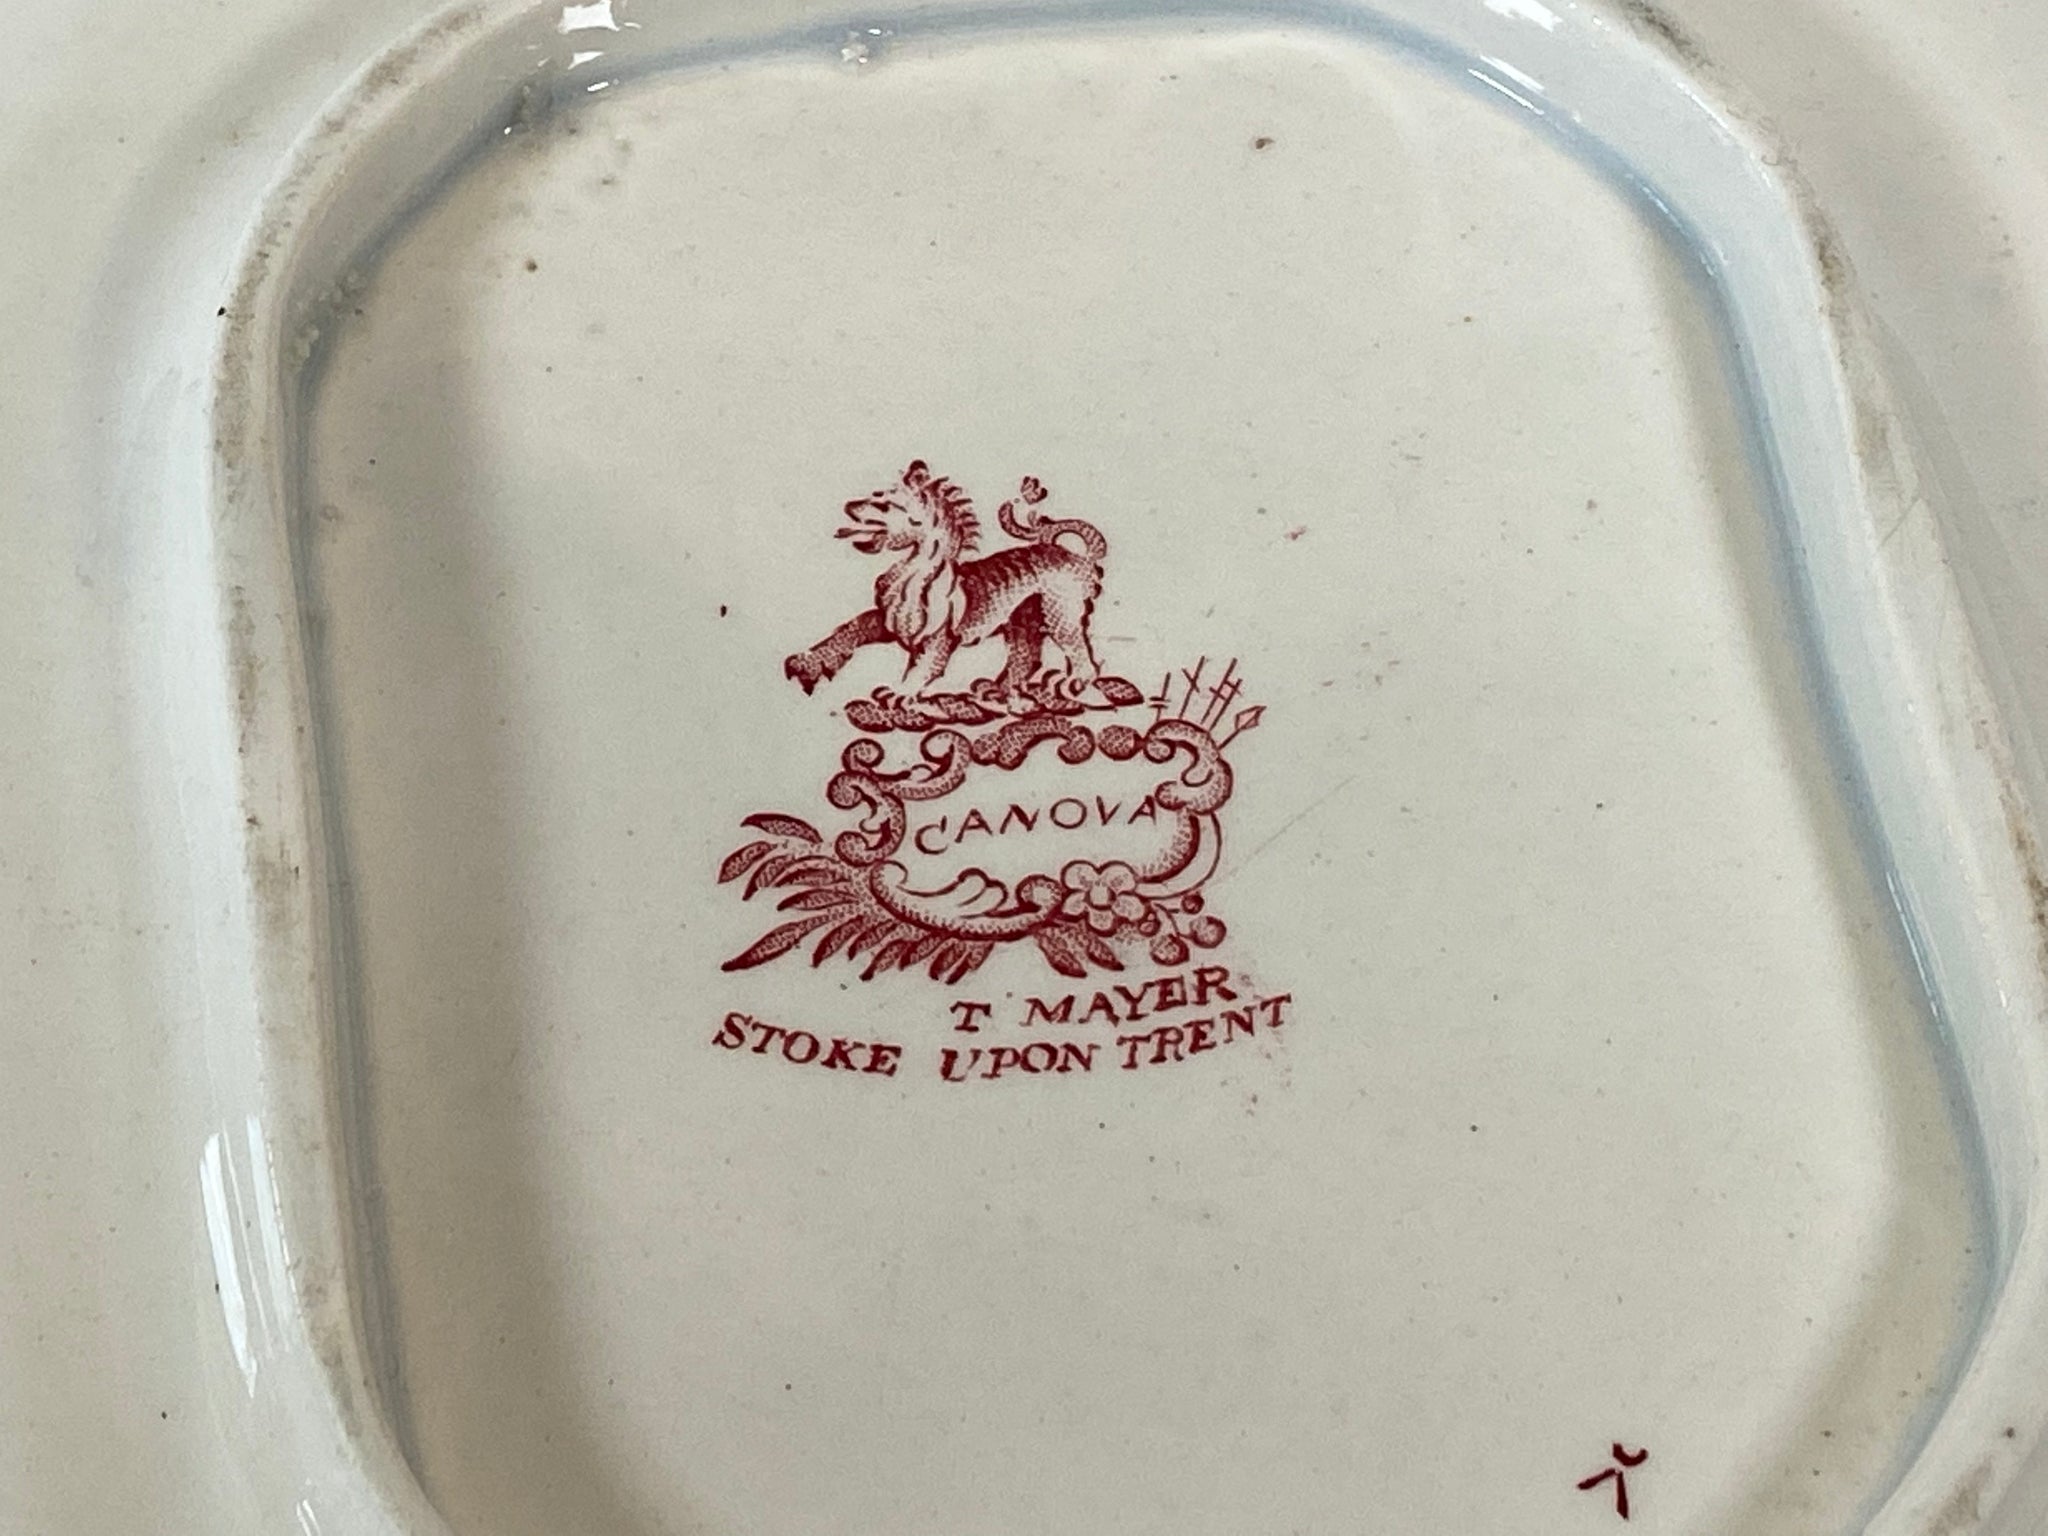 CANOVA
T MAYER
STOKE UPON TRENT